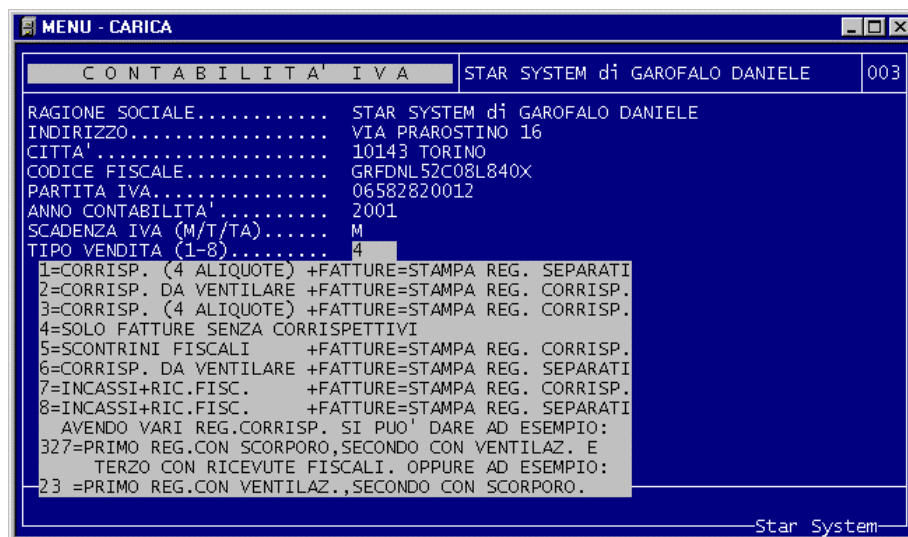 MENU - CARICA
C O N T A B I L I T A' I V A STAR SYSTEM di GAROFALO DANIELE 003
RAGIONE SOCIALE............ STAR SYSTEM di GAROFALO DANIELE
INDIRIZZO.................. VIA PRAROSTINO 16
CITTA'..................... 10143 TORINO
CODICE FISCALE............. GRFDNL52C08L840X
PARTITA IVA................ 06582820012
ANNO CONTABILITA'.......... 2001
SCADENZA IVA (M/T/TA)...... M
TIPO VENDITA (1-8)......... 4
1=CORRISP. (4 ALIQUOTE) +FATTURE=STAMPA REG. SEPARATI
2=CORRISP. DA VENTILARE +FATTURE=STAMPA REG. CORRISP.
3=CORRISP. (4 ALIQUOTE) +FATTURE=STAMPA REG. CORRISP.
4=SOLO FATTURE SENZA CORRISPETTIVI
5=SCONTRINI FISCALI +FATTURE=STAMPA REG. CORRISP.
6=CORRISP. DA VENTILARE +FATTURE=STAMPA REG. SEPARATI
7=INCASSI+RIC.FISC. +FATTURE=STAMPA REG. CORRISP.
8=INCASSI+RIC.FISC. +FATTURE=STAMPA REG. SEPARATI
AVENDO VARI REG.CORRISP. SI PUO' DARE AD ESEMPIO:
327=PRIMO REG.CON SCORPORO,SECONDO CON VENTILAZ. E
TERZO CON RICEVUTE FISCALI. OPPURE AD ESEMPIO:
23 =PRIMO REG.CON VENTILAZ.,SECONDO CON SCORPORO.
Star System